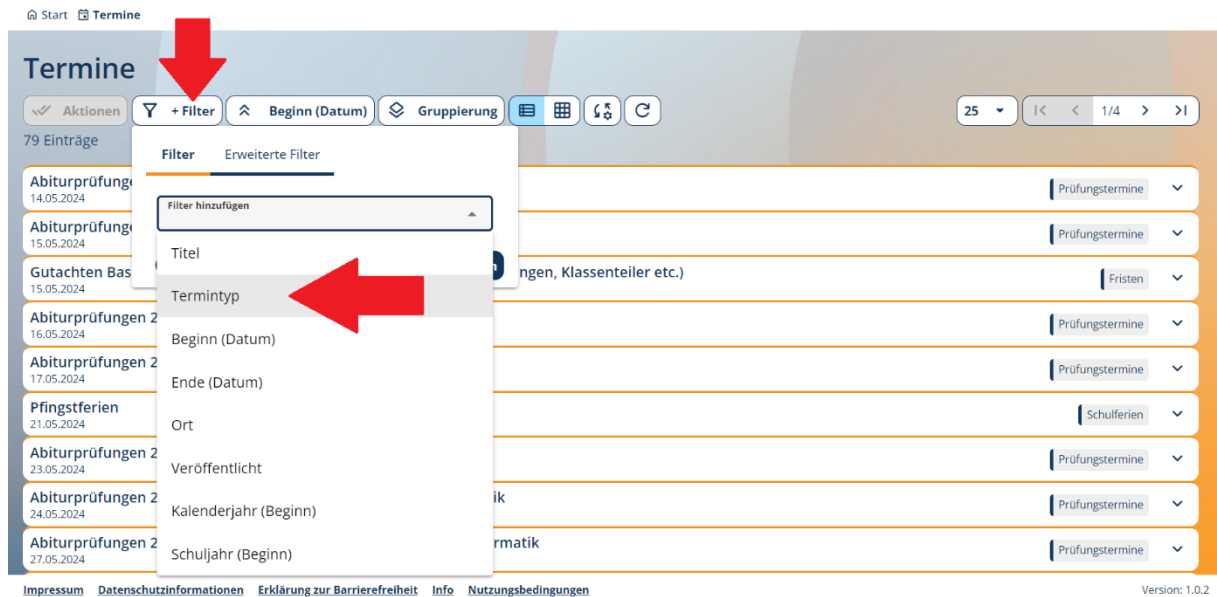 Start Termine
Termine
Aktionen + Filter Beginn (Datum) Gruppierung 25 1/4
79 Einträge
Filter Erweiterte Filter
Filter hinzufügen
Titel
Termintyp
Beginn (Datum)
Ende (Datum)
Ort
Veröffentlicht
Kalenderjahr (Beginn)
Schuljahr (Beginn)
14.05.2024
Prüfungstermine
15.05.2024
Prüfungstermine
Gutachten Bas ngen, Klassenteiler etc.)
15.05.2024
Fristen
Abiturprüfungen 2
16.05.2024
Prüfungstermine
Abiturprüfungen 2
17.05.2024
Prüfungstermine
Pfingstferien
21.05.2024
Schulferien
Abiturprüfungen 2
23.05.2024
Prüfungstermine
Abiturprüfungen 2 ik
24.05.2024
Prüfungstermine
Abiturprüfungen 2 rmatik
27.05.2024
Prüfungstermine
Impressum Datenschutzinformationen Erklärung zur Barrierefreiheit Info Nutzungsbedingungen Version: 1.0.2